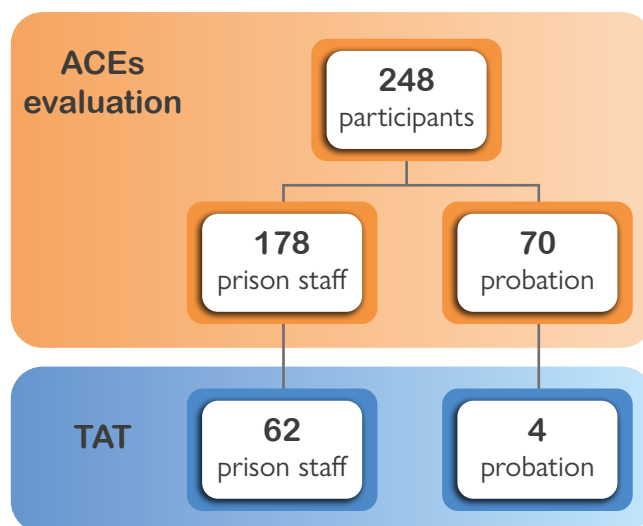 ACEs
evaluation
248
participants
178
prison staff
70
probation
TAT
62
prison staff
4
probation